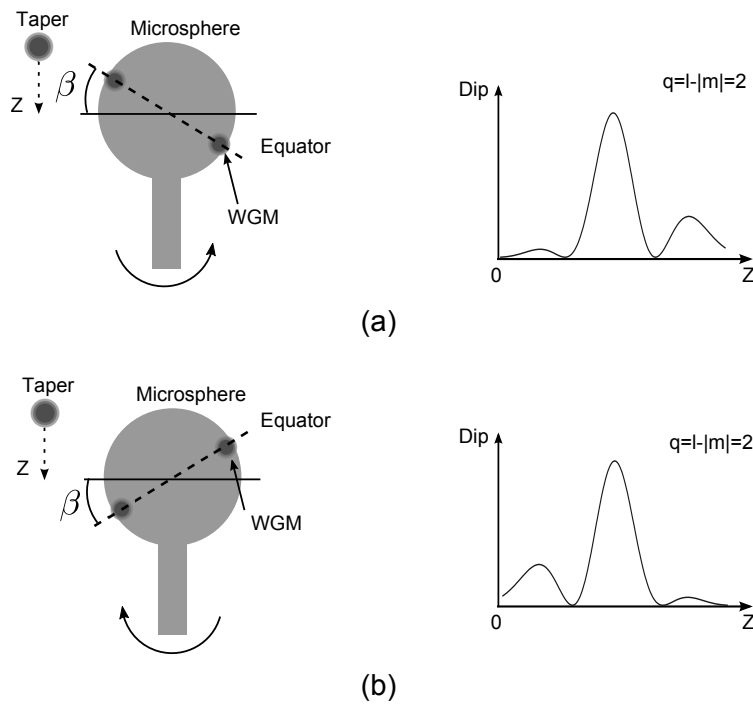 Taper
Microsphere
β
Z
Equator
WGM
Dip
q=l-|m|=2
0
Z
(a)
Taper
Microsphere
Equator
Z
β
WGM
Dip
q=l-|m|=2
0
Z
(b)